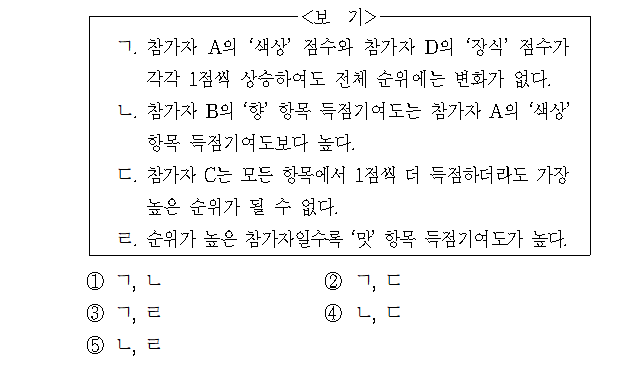 <보 기>
ㄱ. 참가자 A의 ‘색상’ 점수와 참가자 D의 ‘장식’ 점수가
각각 1점씩 상승하여도 전체 순위에는 변화가 없다.
ㄴ. 참가자 B의 ‘향’ 항목 득점기여도는 참가자 A의 ‘색상’
항목 득점기여도보다 높다.
ㄷ. 참가자 C는 모든 항목에서 1점씩 더 득점하더라도 가장
높은 순위가 될 수 없다.
ㄹ. 순위가 높은 참가자일수록 ‘맛’ 항목 득점기여도가 높다.
① ㄱ, ㄴ ② ㄱ, ㄷ
③ ㄱ, ㄹ ④ ㄴ, ㄷ
⑤ ㄴ, ㄹ